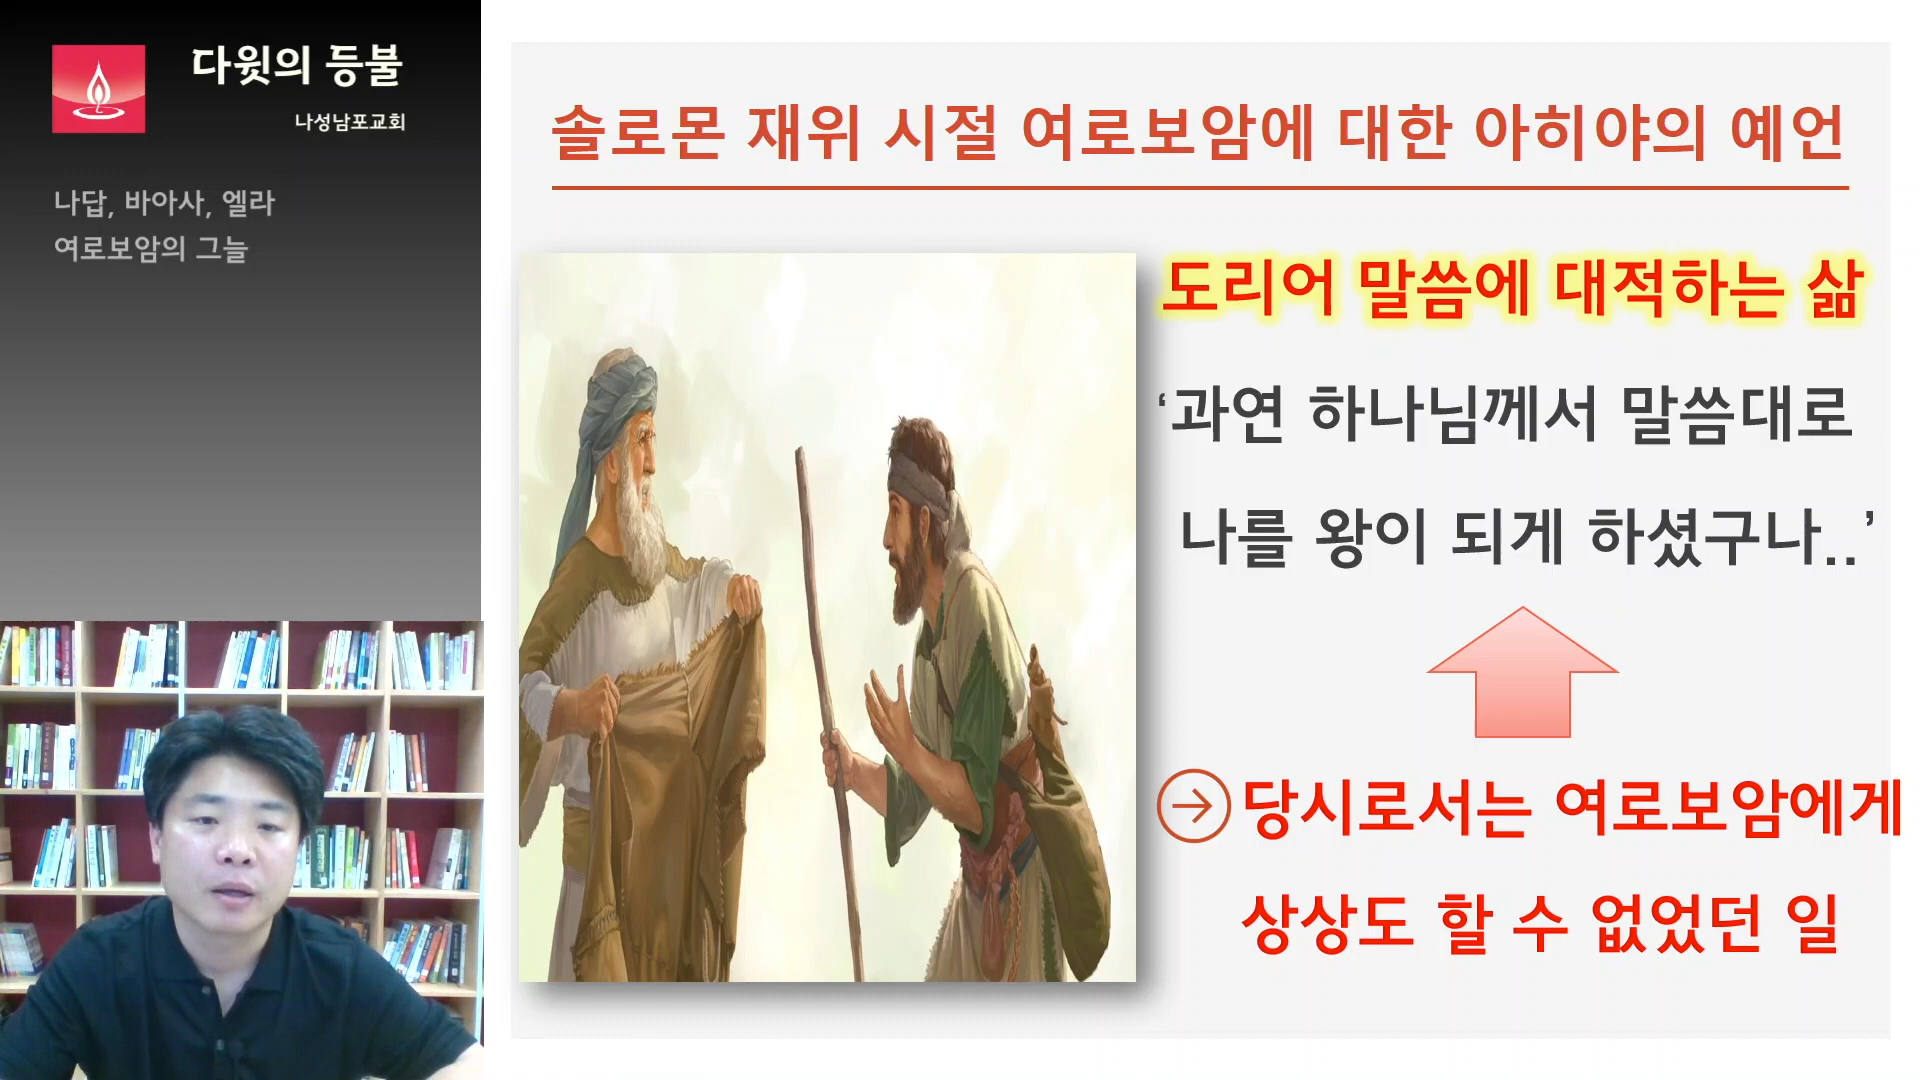 다윗의 등불
나성남포교회
나답, 바아사, 엘라
여로보암의 그늘
솔로몬 재위 시절 여로보암에 대한 아히야의 예언
도리어 말씀에 대적하는 삶
‘과연 하나님께서 말씀대로
나를 왕이 되게 하셨구나..’
당시로서는 여로보암에게
상상도 할 수 없었던 일